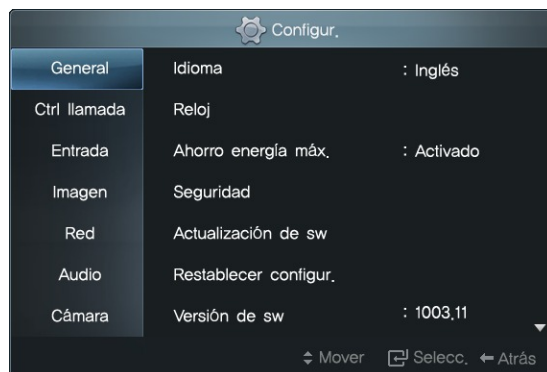 Configur.
General Idioma : Inglés
Ctrl llamada Reloj
Entrada Ahorro energía máx. : Activado
Imagen Seguridad
Red Actualización de sw
Audio Restablecer configur.
Cámara Versión de sw : 1003.11
Mover Selecc. Atrás